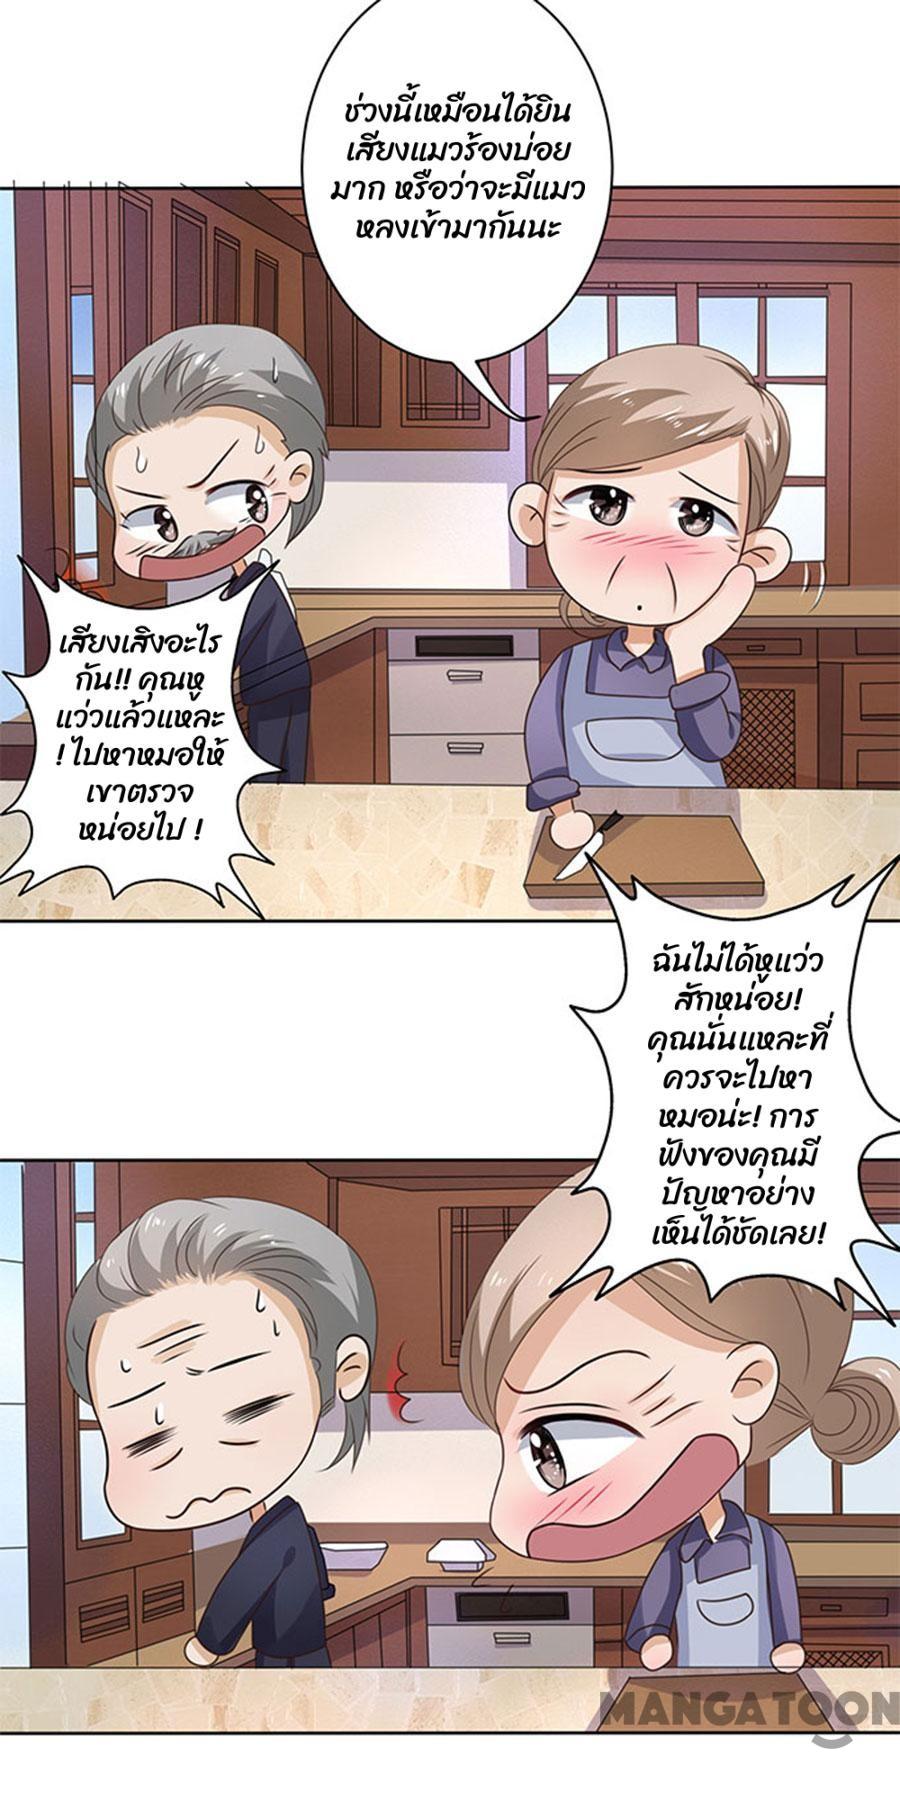 ช่วงนี้เหมือนได้ยิน
เสียงแมวร้องบ่อย
มาก หรือว่าจะมีแมว
หลงเข้ามากันนะ
เสียงเสิงอะไร
กัน!! คุณหู
แว่วแล้วแหละ
! ไปหาหมอให้
เขาตรวจ
หน่อยไป !
ฉันไม่ได้หูแว่ว
สักหน่อย!
คุณนั่นแหละที่
ควรจะไปหา
หมอน่ะ! การ
ฟังของคุณมี
ปัญหาอย่าง
เห็นได้ชัดเลย!
MANGATOON